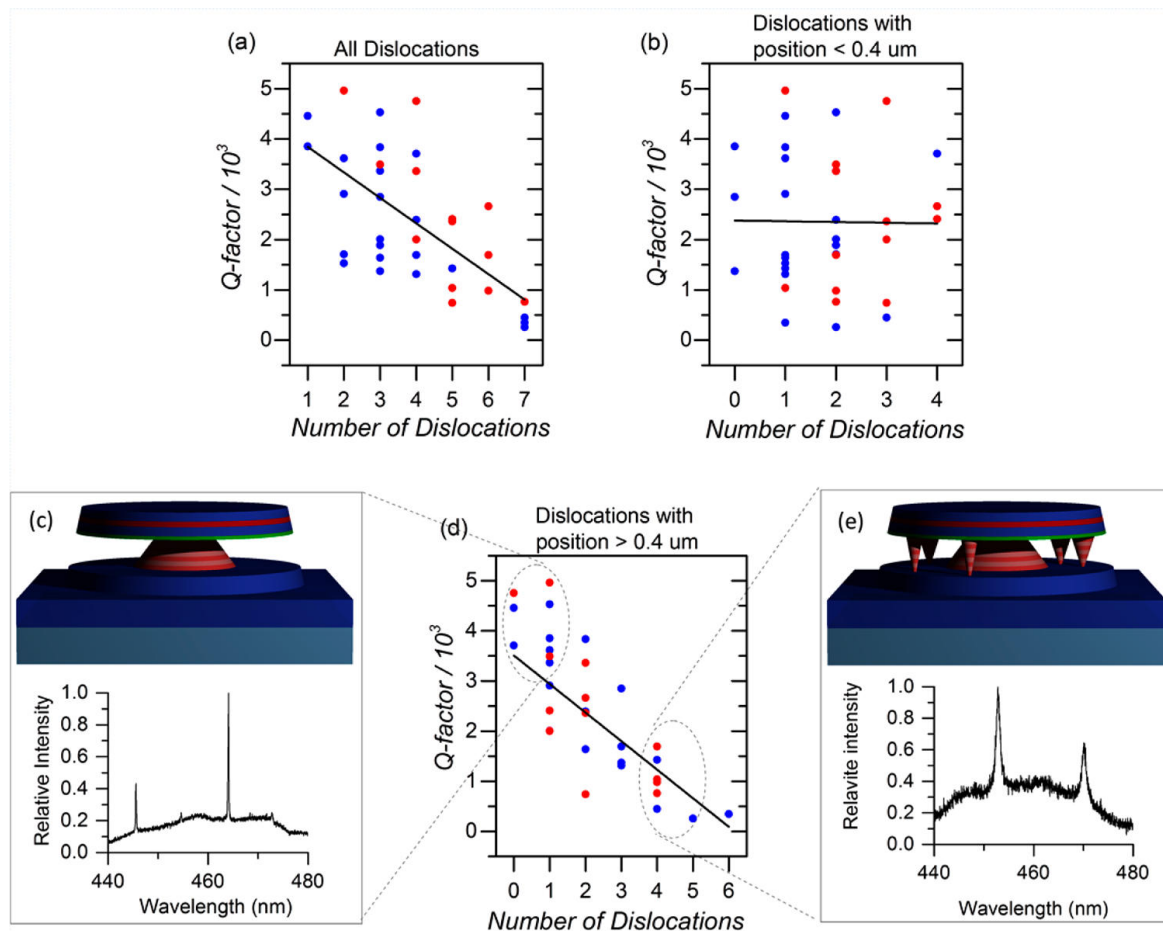 (a)
All Dislocations
Q-factor / 10³
5
4
3
2
1
0
1 2 3 4 5 6 7
Number of Dislocations
(b)
Dislocations with
position < 0.4 um
Q-factor / 10³
5
4
3
2
1
0
0 1 2 3 4
Number of Dislocations
(c)
Relative Intensity
1.0
0.8
0.6
0.4
0.2
0.0
440 460 480
Wavelength (nm)
(d)
Dislocations with
position > 0.4 um
Q-factor / 10³
5
4
3
2
1
0
0 1 2 3 4 5 6
Number of Dislocations
(e)
Relavite intensity
1.0
0.8
0.6
0.4
0.2
0.0
440 460 480
Wavelength (nm)